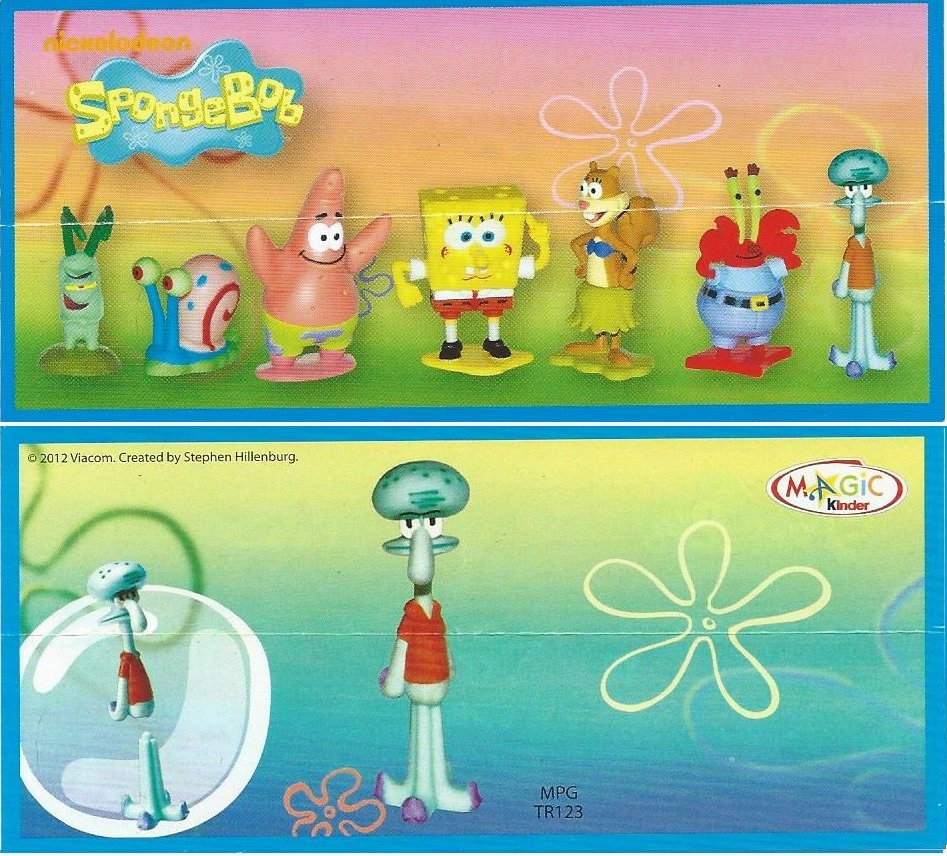 nickelodeon
SpongeBob
© 2012 Viacom. Created by Stephen Hillenburg.
MAGiC
Kinder
MPG
TR123